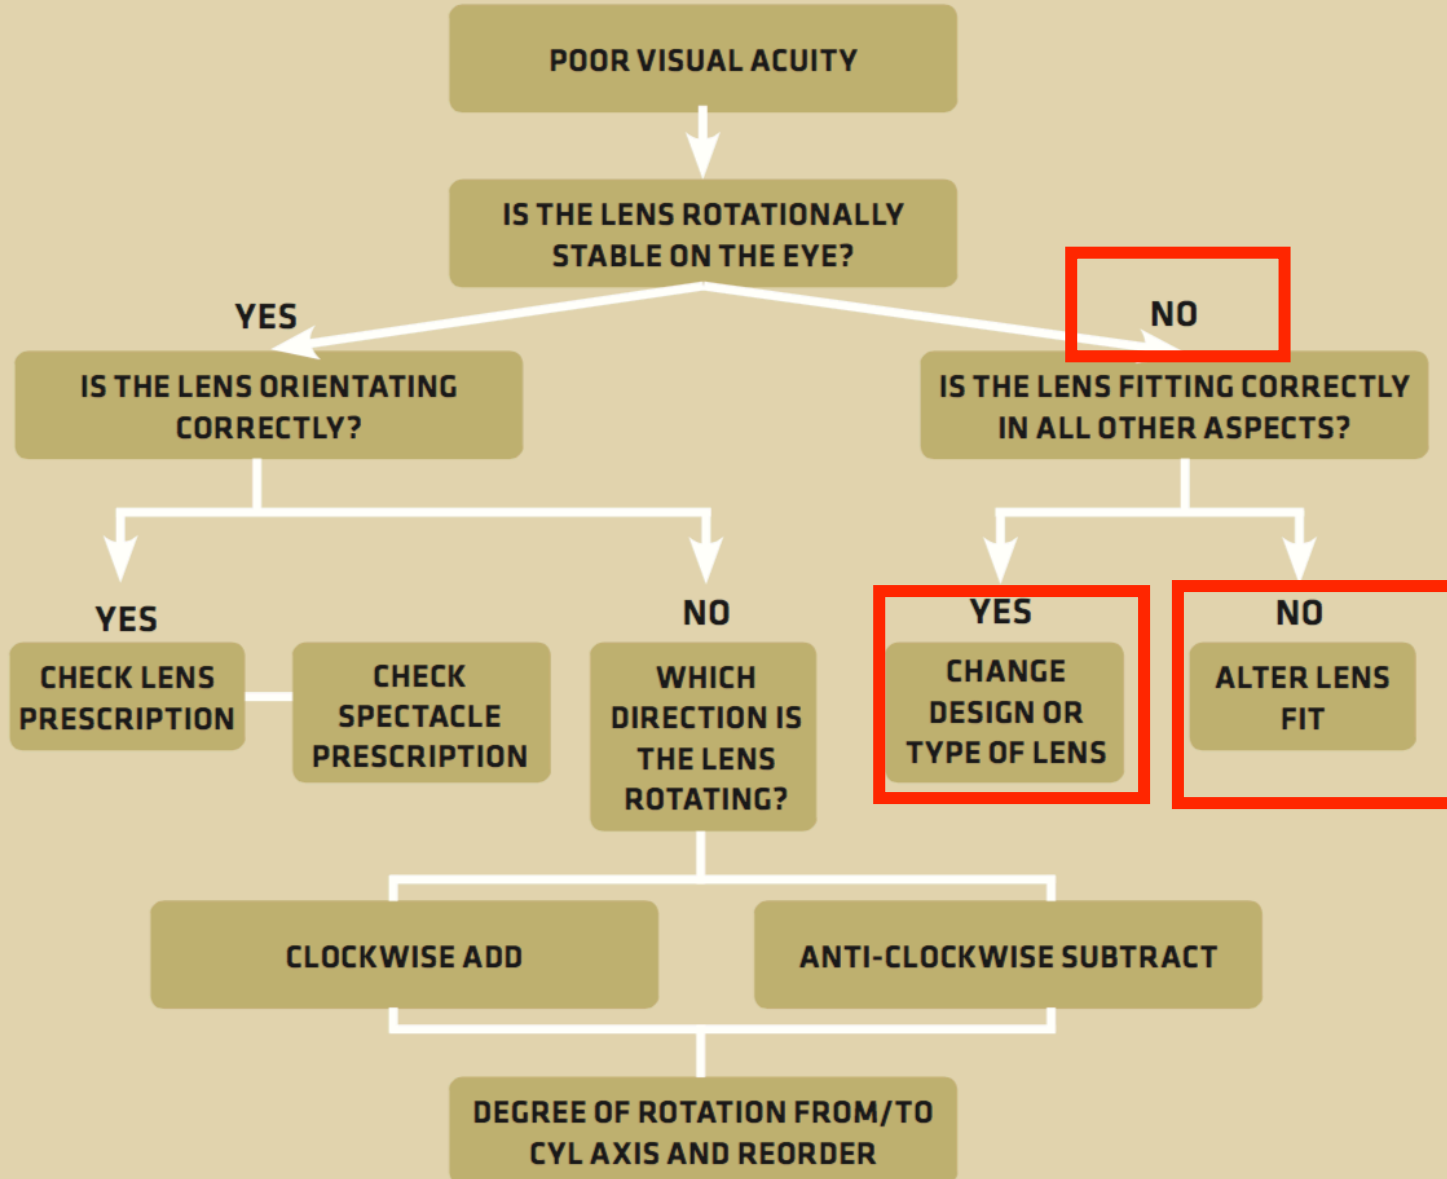 POOR VISUAL ACUITY
IS THE LENS ROTATIONALLY
STABLE ON THE EYE?
YES
NO
IS THE LENS ORIENTATING
CORRECTLY?
IS THE LENS FITTING CORRECTLY
IN ALL OTHER ASPECTS?
YES
NO
YES
NO
CHECK LENS
PRESCRIPTION
CHECK
SPECTACLE
PRESCRIPTION
WHICH
DIRECTION IS
THE LENS
ROTATING?
CHANGE
DESIGN OR
TYPE OF LENS
ALTER LENS
FIT
CLOCKWISE ADD
ANTI-CLOCKWISE SUBTRACT
DEGREE OF ROTATION FROM/TO
CYL AXIS AND REORDER